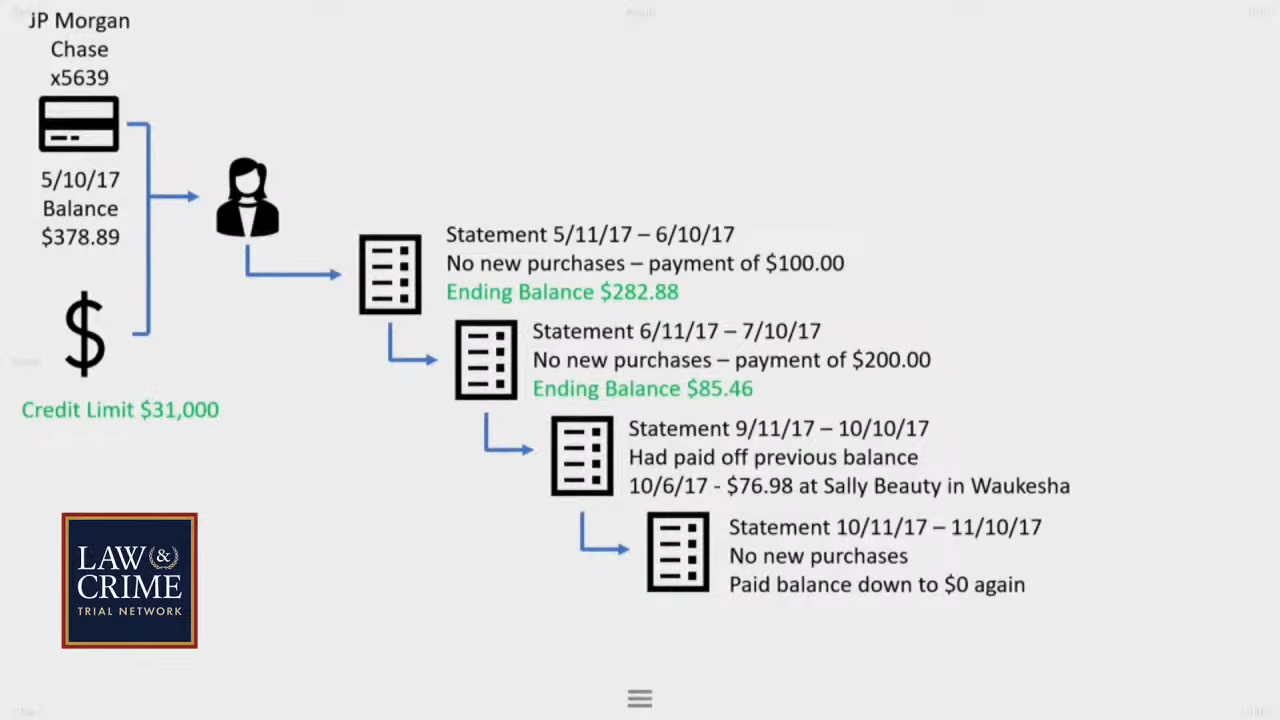 JP Morgan
Chase
x5639
5/10/17
Balance
$378.89
$
Credit Limit $31,000
Statement 5/11/17 – 6/10/17
No new purchases – payment of $100.00
Ending Balance $282.88
Statement 6/11/17 – 7/10/17
No new purchases – payment of $200.00
Ending Balance $85.46
Statement 9/11/17 – 10/10/17
Had paid off previous balance
10/6/17 - $76.98 at Sally Beauty in Waukesha
Statement 10/11/17 – 11/10/17
No new purchases
Paid balance down to $0 again
LAW &
CRIME
TRIAL NETWORK